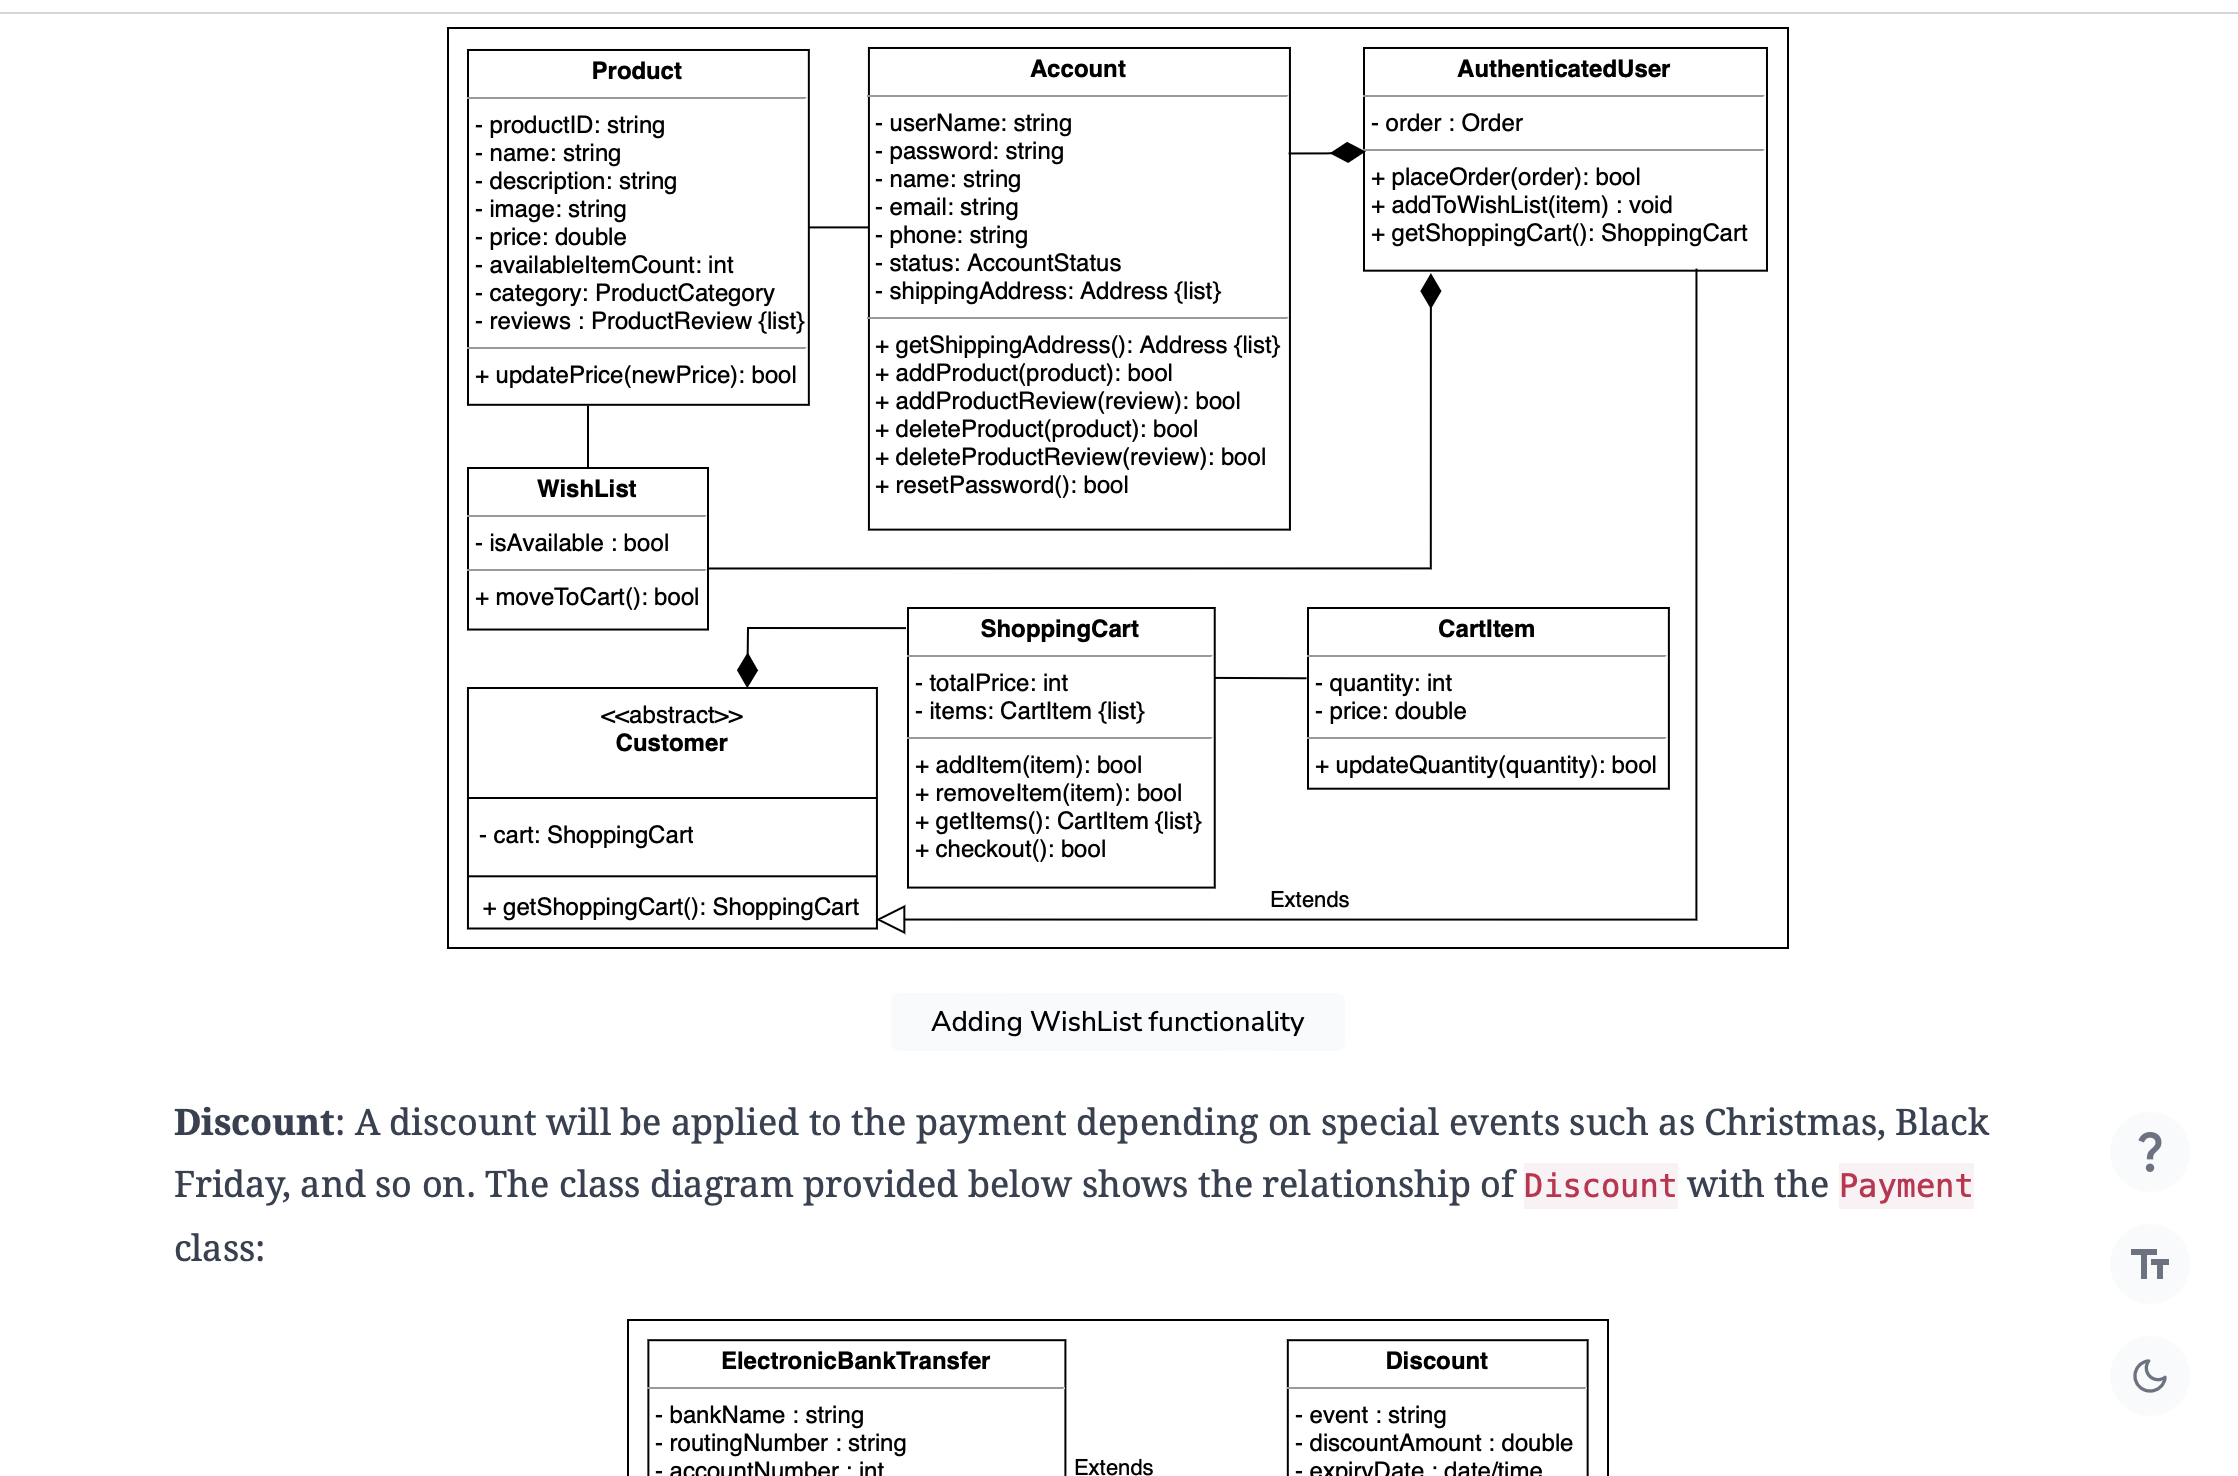 Product
- productID: string
- name: string
- description: string
- image: string
- price: double
- availableItemCount: int
- category: ProductCategory
- reviews : ProductReview {list}
+ updatePrice(newPrice): bool
Account
- userName: string
- password: string
- name: string
- email: string
- phone: string
- status: AccountStatus
- shippingAddress: Address {list}
+ getShippingAddress(): Address {list}
+ addProduct(product): bool
+ addProductReview(review): bool
+ deleteProduct(product): bool
+ deleteProductReview(review): bool
+ resetPassword(): bool
AuthenticatedUser
- order : Order
+ placeOrder(order): bool
+ addToWishList(item) : void
+ getShoppingCart(): ShoppingCart
WishList
- isAvailable : bool
+ moveToCart(): bool
ShoppingCart
- totalPrice: int
- items: CartItem {list}
+ addItem(item): bool
+ removeItem(item): bool
+ getItems(): CartItem {list}
+ checkout(): bool
CartItem
- quantity: int
- price: double
+ updateQuantity(quantity): bool
<<abstract>>
Customer
- cart: ShoppingCart
+ getShoppingCart(): ShoppingCart
Extends
Adding WishList functionality
Discount: A discount will be applied to the payment depending on special events such as Christmas, Black
Friday, and so on. The class diagram provided below shows the relationship of Discount with the Payment
class:
?
TT
ElectronicBankTransfer
- bankName : string
- routingNumber : string
- accountNumber : int
Extends
Discount
- event : string
- discountAmount : double
- expiryDate : date/time